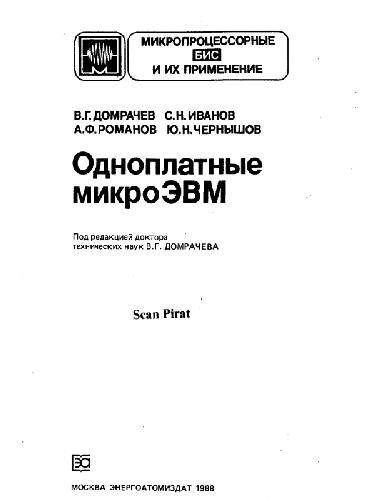 МИКРОПРОЦЕССОРНЫЕ
БИС
И ИХ ПРИМЕНЕНИЕ
В.Г.ДОМРАЧЕВ С.Н.ИВАНОВ
А.Ф.РОМАНОВ Ю.Н.ЧЕРНЫШОВ
Одноплатные
микроЭВМ
Под редакцией доктора
технических наук В.Г. ДОМРАЧЕВА
Scan Pirat
МОСКВА ЭНЕРГОАТОМИЗДАТ 1988